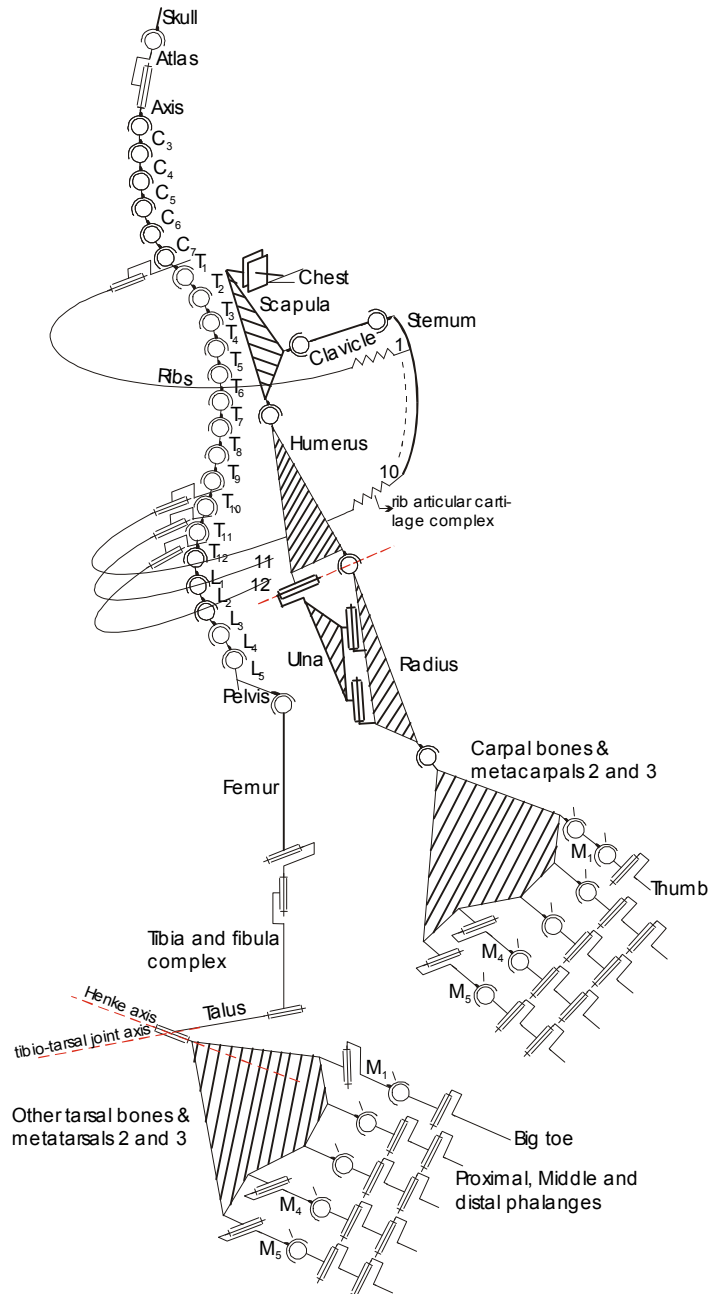 Skull
Atlas
Axis
C3
C4
C5
C6
C7
T1
T2
Chest
Scapula
T3
Sternum
T4
Clavicle
1
T5
Ribs
T6
T7
Humerus
T8
T9
10
T10
rib articular carti-
lage complex
T11
T12
11
L1
12
L2
L3
L4
Ulna
Radius
L5
Pelvis
Carpal bones &
metacarpals 2 and 3
Femur
M1
Thumb
Tibia and fibula
complex
M4
M5
Henke axis
Talus
tibio-tarsal joint axis
M1
Other tarsal bones &
metatarsals 2 and 3
Big toe
Proximal, Middle and
distal phalanges
M4
M5